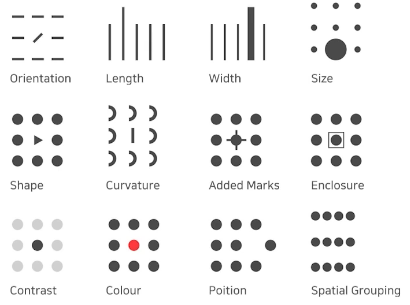 Orientation
Length
Width
Size
Shape
Curvature
Added Marks
Enclosure
Contrast
Colour
Poition
Spatial Grouping